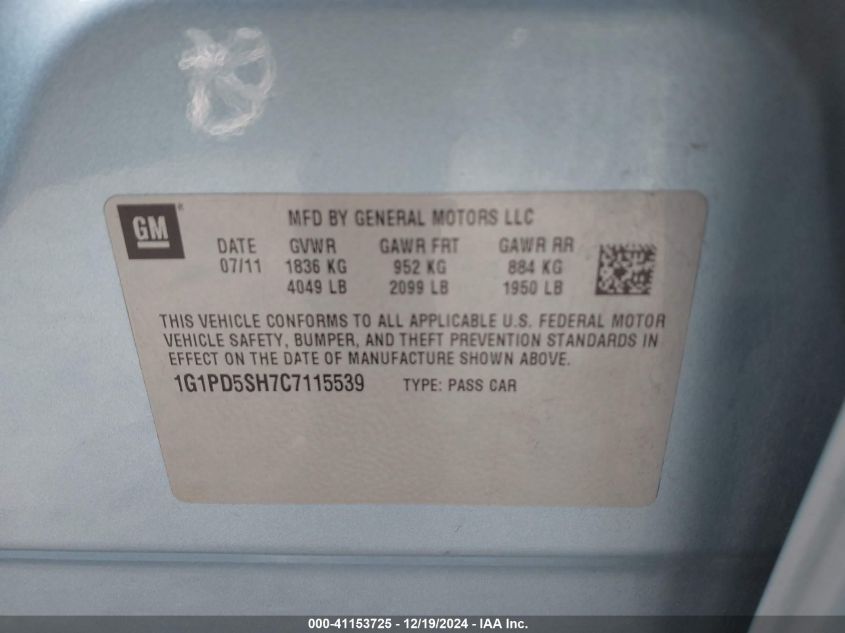 GM
MFD BY GENERAL MOTORS LLC
DATE GVWR GAWR FRT GAWR RR
07/11 1836 KG 952 KG 884 KG
4049 LB 2099 LB 1950 LB
THIS VEHICLE CONFORMS TO ALL APPLICABLE U.S. FEDERAL MOTOR
VEHICLE SAFETY, BUMPER, AND THEFT PREVENTION STANDARDS IN
EFFECT ON THE DATE OF MANUFACTURE SHOWN ABOVE.
1G1PD5SH7C7115539 TYPE: PASS CAR
000-41153725 - 12/19/2024 - IAA Inc.